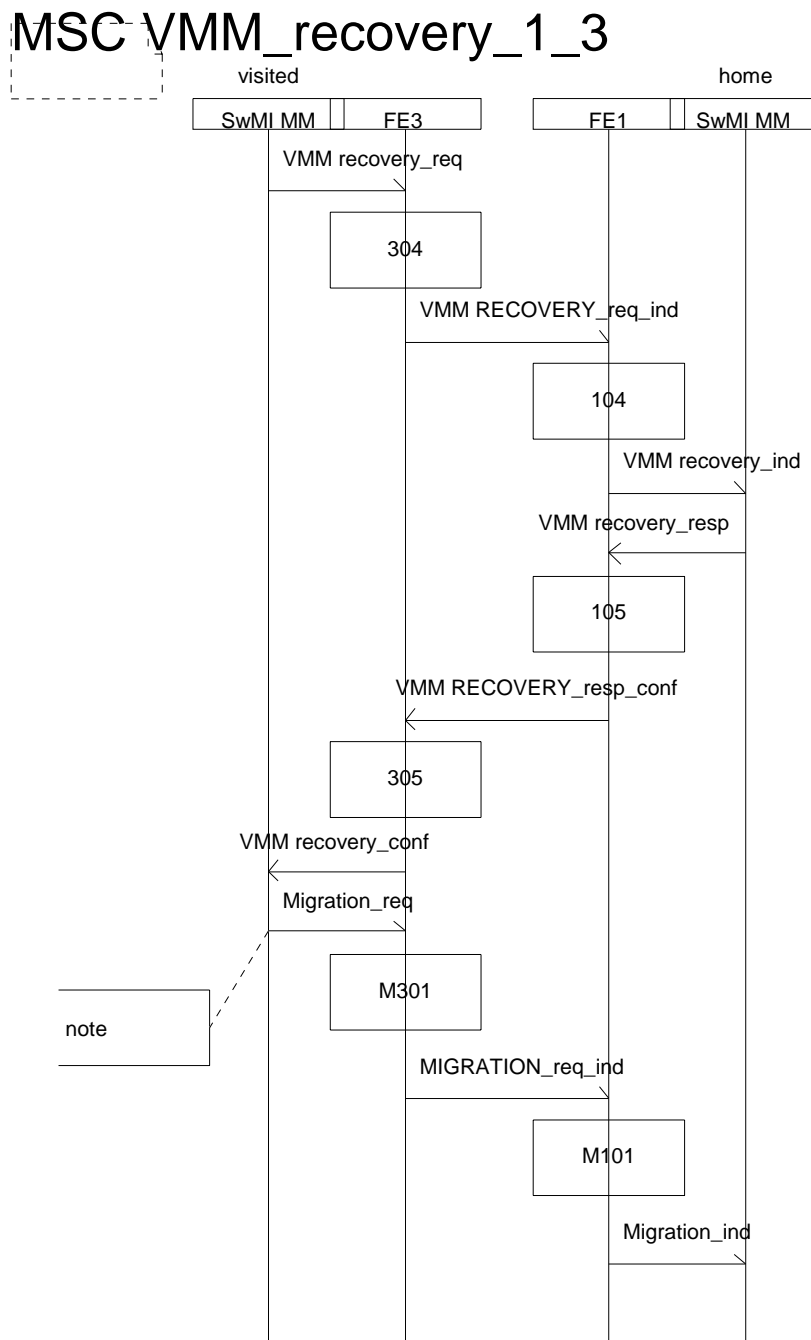 MSC VMM_recovery_1_3
visited
home
SwMI MM
FE3
FE1
SwMI MM
VMM recovery_req
304
VMM RECOVERY_req_ind
104
VMM recovery_ind
VMM recovery_resp
105
VMM RECOVERY_resp_conf
305
VMM recovery_conf
Migration_req
M301
note
MIGRATION_req_ind
M101
Migration_ind